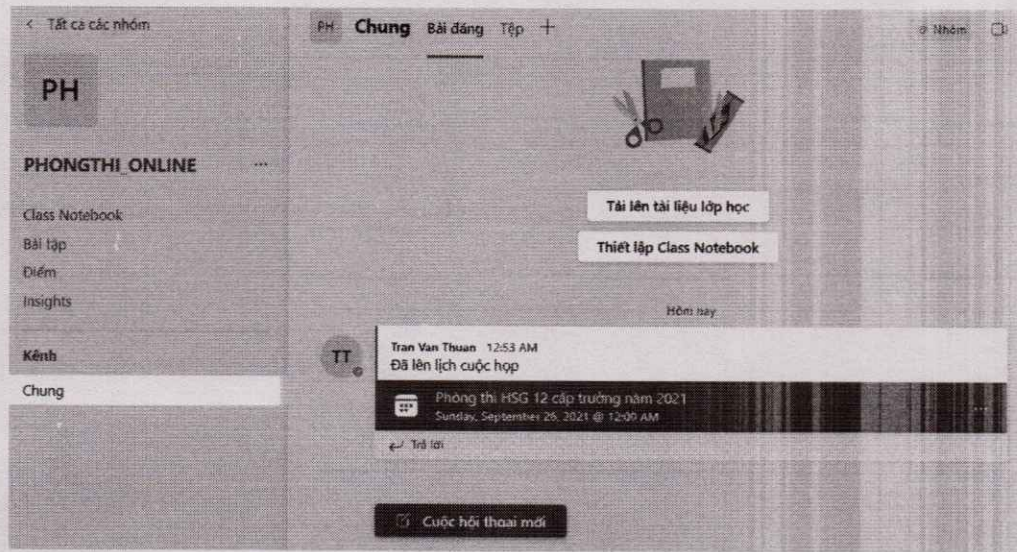 < Tất cả các nhóm
PH
PHONGTHI_ONLINE ...
Class Notebook
Bài tập
Điểm
Insights
Kênh
Chung
PH Chung Bài đăng Tệp +
Nhóm
Tải lên tài liệu lớp học
Thiết lập Class Notebook
Hôm nay
TT
Tran Van Thuan 12:53 AM
Đã lên lịch cuộc họp
Phòng thi HSG 12 cấp trường năm 2021
Sunday, September 26, 2021 @ 12:00 AM
Trả lời
Cuộc hội thoại mới